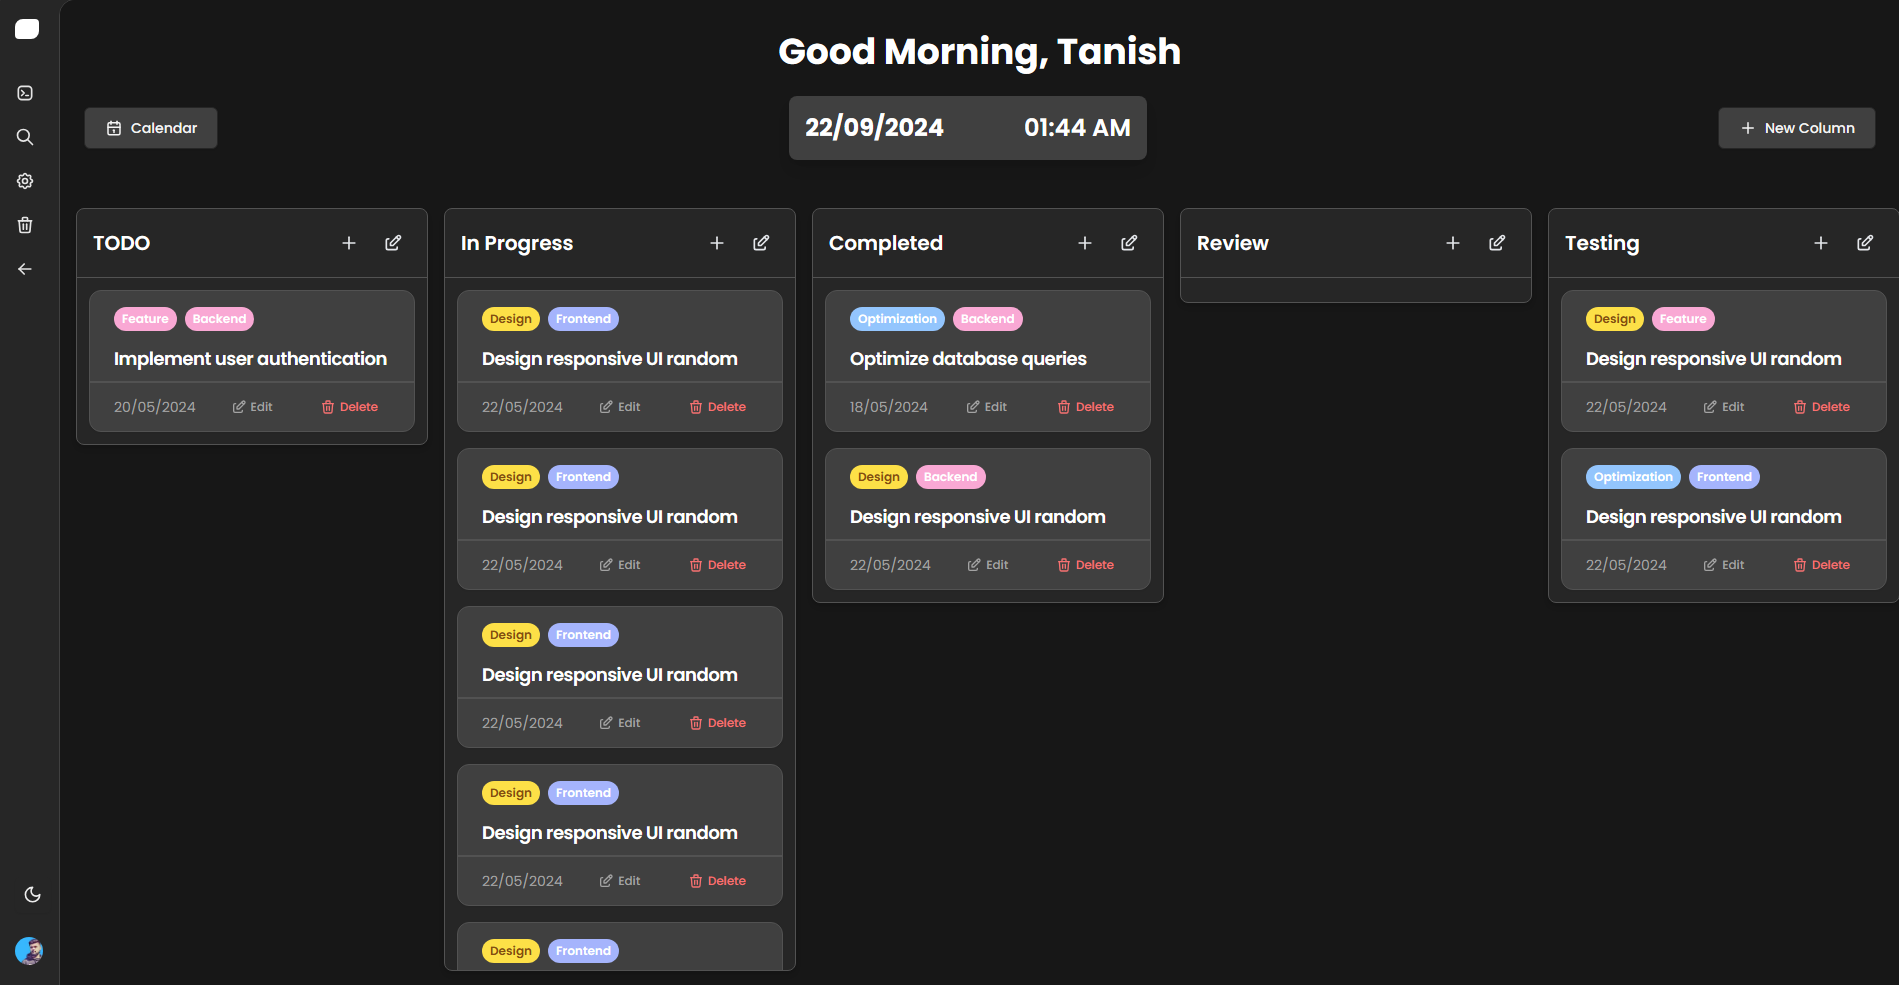 Good Morning, Tanish
Calendar
22/09/2024 01:44 AM
New Column
TODO
Feature Backend
Implement user authentication
20/05/2024 Edit Delete
In Progress
Design Frontend
Design responsive UI random
22/05/2024 Edit Delete
Design Frontend
Design responsive UI random
22/05/2024 Edit Delete
Design Frontend
Design responsive UI random
22/05/2024 Edit Delete
Design Frontend
Design responsive UI random
22/05/2024 Edit Delete
Design Frontend
Completed
Optimization Backend
Optimize database queries
18/05/2024 Edit Delete
Design Backend
Design responsive UI random
22/05/2024 Edit Delete
Review
Testing
Design Feature
Design responsive UI random
22/05/2024 Edit Delete
Optimization Frontend
Design responsive UI random
22/05/2024 Edit Delete